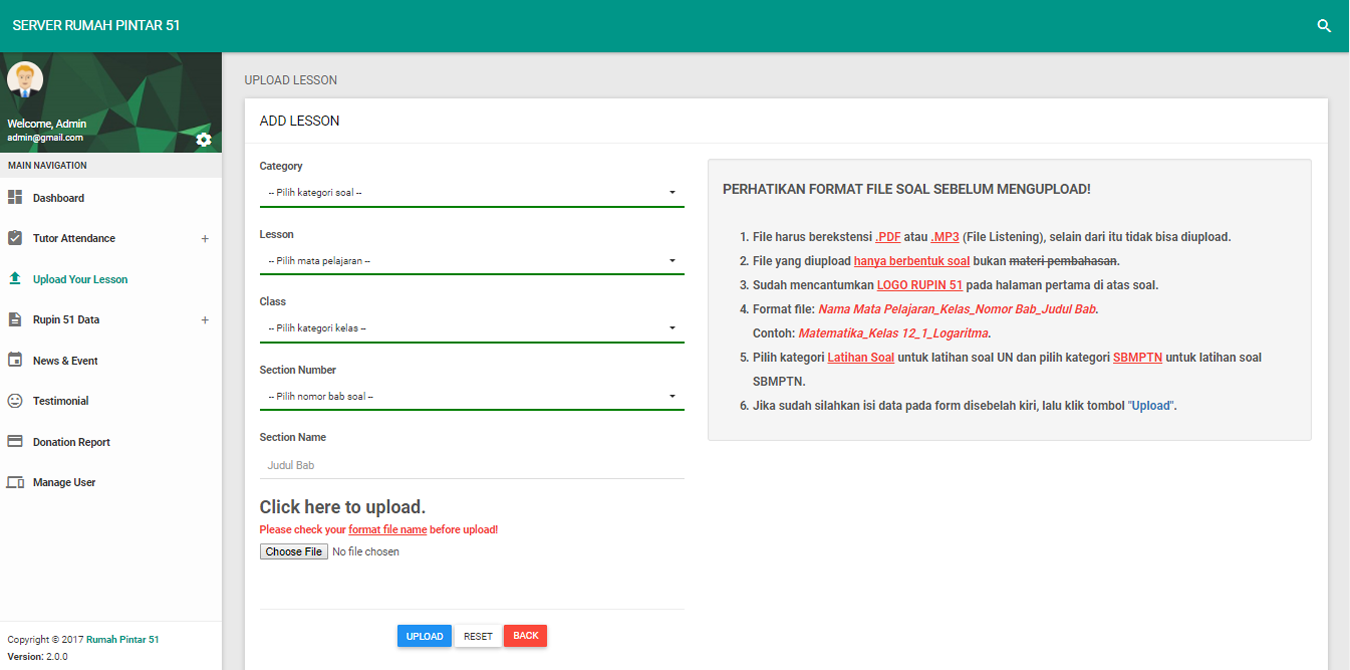 SERVER RUMAH PINTAR 51
Welcome, Admin
admin@gmail.com
MAIN NAVIGATION
Dashboard
Tutor Attendance +
Upload Your Lesson
Rupin 51 Data +
News & Event
Testimonial
Donation Report
Manage User
Copyright © 2017 Rumah Pintar 51
Version: 2.0.0
UPLOAD LESSON
ADD LESSON
Category
-- Pilih kategori soal --
Lesson
-- Pilih mata pelajaran --
Class
-- Pilih kategori kelas --
Section Number
-- Pilih nomor bab soal --
Section Name
Judul Bab
Click here to upload.
Please check your format file name before upload!
Choose File No file chosen
UPLOAD RESET BACK
PERHATIKAN FORMAT FILE SOAL SEBELUM MENGUPLOAD!
1. File harus berekstensi .PDF atau .MP3 (File Listening), selain dari itu tidak bisa diupload.
2. File yang diupload hanya berbentuk soal bukan materi pembahasan.
3. Sudah mencantumkan LOGO RUPIN 51 pada halaman pertama di atas soal.
4. Format file: Nama Mata Pelajaran_Kelas_Nomor Bab_Judul Bab.
Contoh: Matematika_Kelas 12_1_Logaritma.
5. Pilih kategori Latihan Soal untuk latihan soal UN dan pilih kategori SBMPTN untuk latihan soal
SBMPTN.
6. Jika sudah silahkan isi data pada form disebelah kiri, lalu klik tombol "Upload".